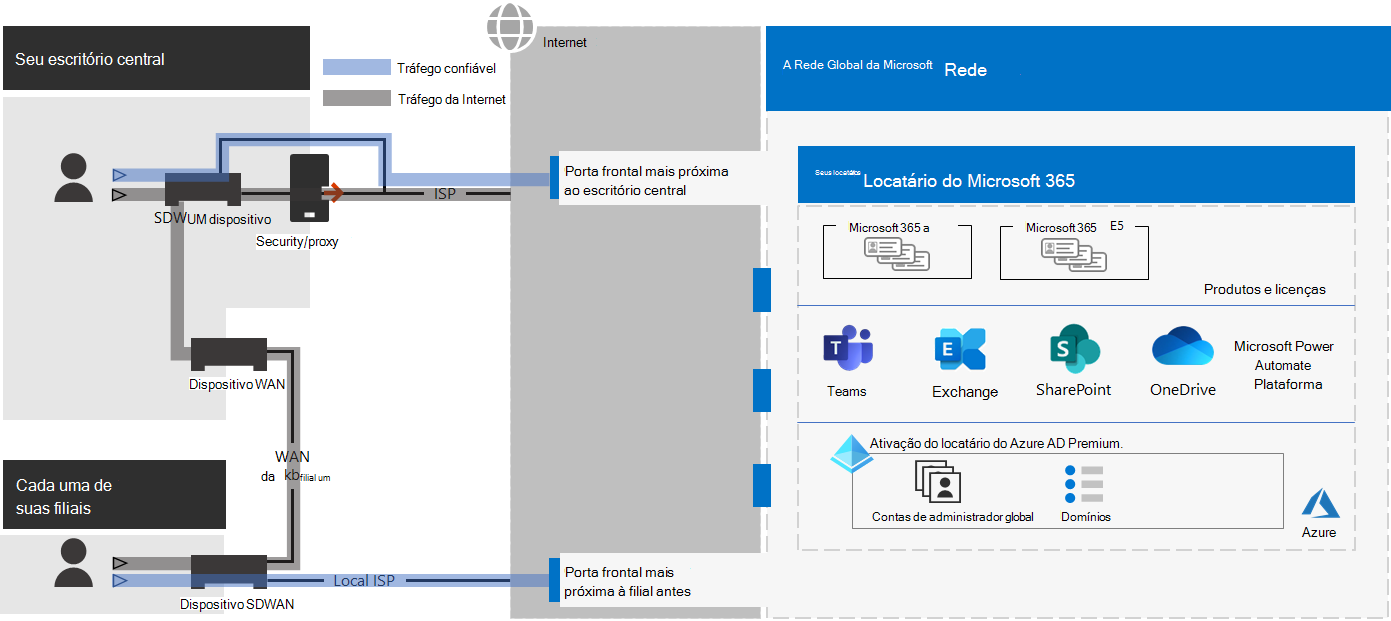 Seu escritório central
Tráfego confiável
Tráfego da Internet
Internet
A Rede Global da Microsoft Rede
Porta frontal mais próxima
ao escritório central
ISP
SDWUM dispositivo
Security/proxy
Dispositivo WAN
WAN
da kbfilial um
Cada uma de
suas filiais
Local ISP
Dispositivo SDWAN
Porta frontal mais
próxima à filial antes
Seus locatários Locatário do Microsoft 365
Microsoft 365 a
Microsoft 365 E5
Produtos e licenças
T
Teams
E
Exchange
S
SharePoint
OneDrive
Microsoft Power
Automate
Plataforma
Ativação do locatário do Azure AD Premium.
Contas de administrador global
Domínios
Azure